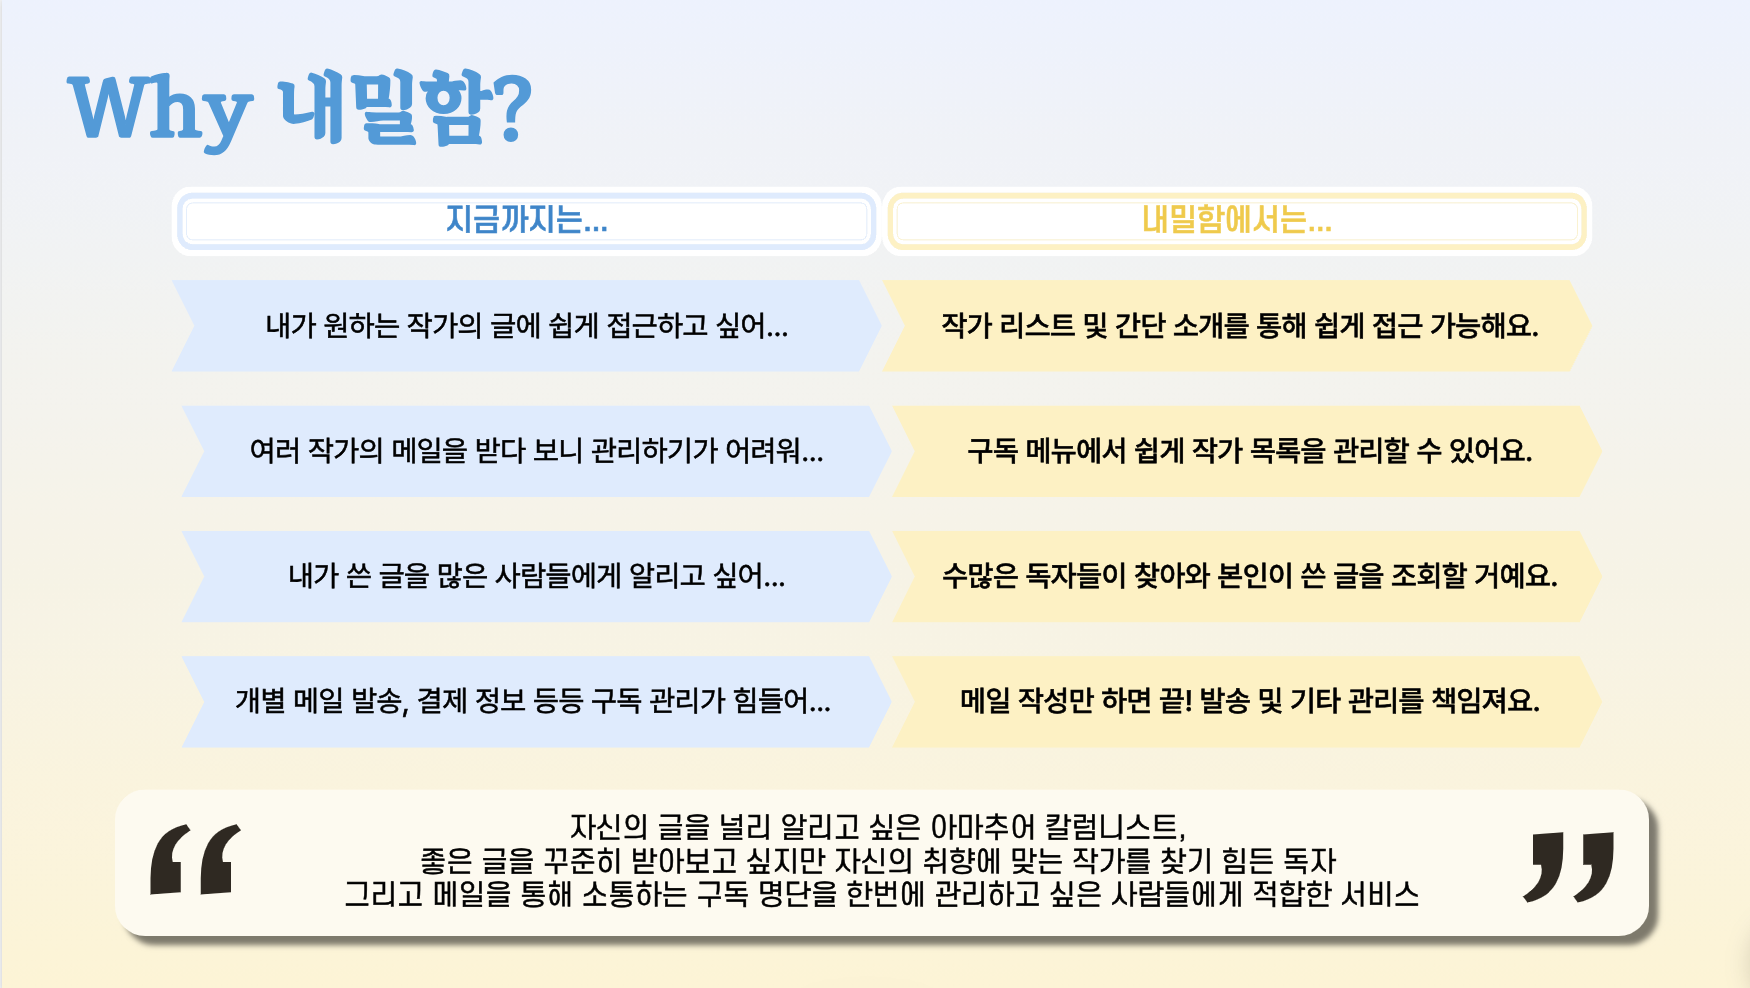 Why 내밀함?
지금까지는...
내밀함에서는...
내가 원하는 작가의 글에 쉽게 접근하고 싶어...
작가 리스트 및 간단 소개를 통해 쉽게 접근 가능해요.
여러 작가의 메일을 받다 보니 관리하기가 어려워...
구독 메뉴에서 쉽게 작가 목록을 관리할 수 있어요.
내가 쓴 글을 많은 사람들에게 알리고 싶어...
수많은 독자들이 찾아와 본인이 쓴 글을 조회할 거예요.
개별 메일 발송, 결제 정보 등등 구독 관리가 힘들어...
메일 작성만 하면 끝! 발송 및 기타 관리를 책임져요.
“ 자신의 글을 널리 알리고 싶은 아마추어 칼럼니스트,
좋은 글을 꾸준히 받아보고 싶지만 자신의 취향에 맞는 작가를 찾기 힘든 독자
그리고 메일을 통해 소통하는 구독 명단을 한번에 관리하고 싶은 사람들에게 적합한 서비스 ”